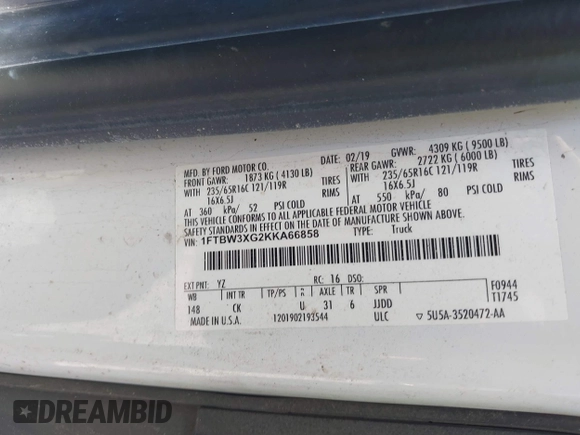 MFD. BY FORD MOTOR CO.
DATE: 02/19 GVWR: 4309 KG ( 9500 LB)
FRONT GAWR: 1873 KG ( 4130 LB) REAR GAWR: 2722 KG ( 6000 LB)
WITH 235/65R16C 121/119R TIRES WITH 235/65R16C 121/119R TIRES
16X6.5J RIMS 16X6.5J RIMS
AT 360 kPa/ 52 PSI COLD AT 550 kPa/ 80 PSI COLD
THIS VEHICLE CONFORMS TO ALL APPLICABLE FEDERAL MOTOR VEHICLE
SAFETY STANDARDS IN EFFECT ON THE DATE OF MANUFACTURE SHOWN ABOVE.
VIN: 1FTBW3XG2KKA66858 TYPE: Truck
EXT PNT: YZ RC: 16 DSO:
WB INT TR TP/PS R AXLE TR SPR F0944
148 CK U 31 6 JJDD T1745
MADE IN U.S.A. 1201902193544 ULC ▽ 5U5A-3520472-AA
DREAMBID